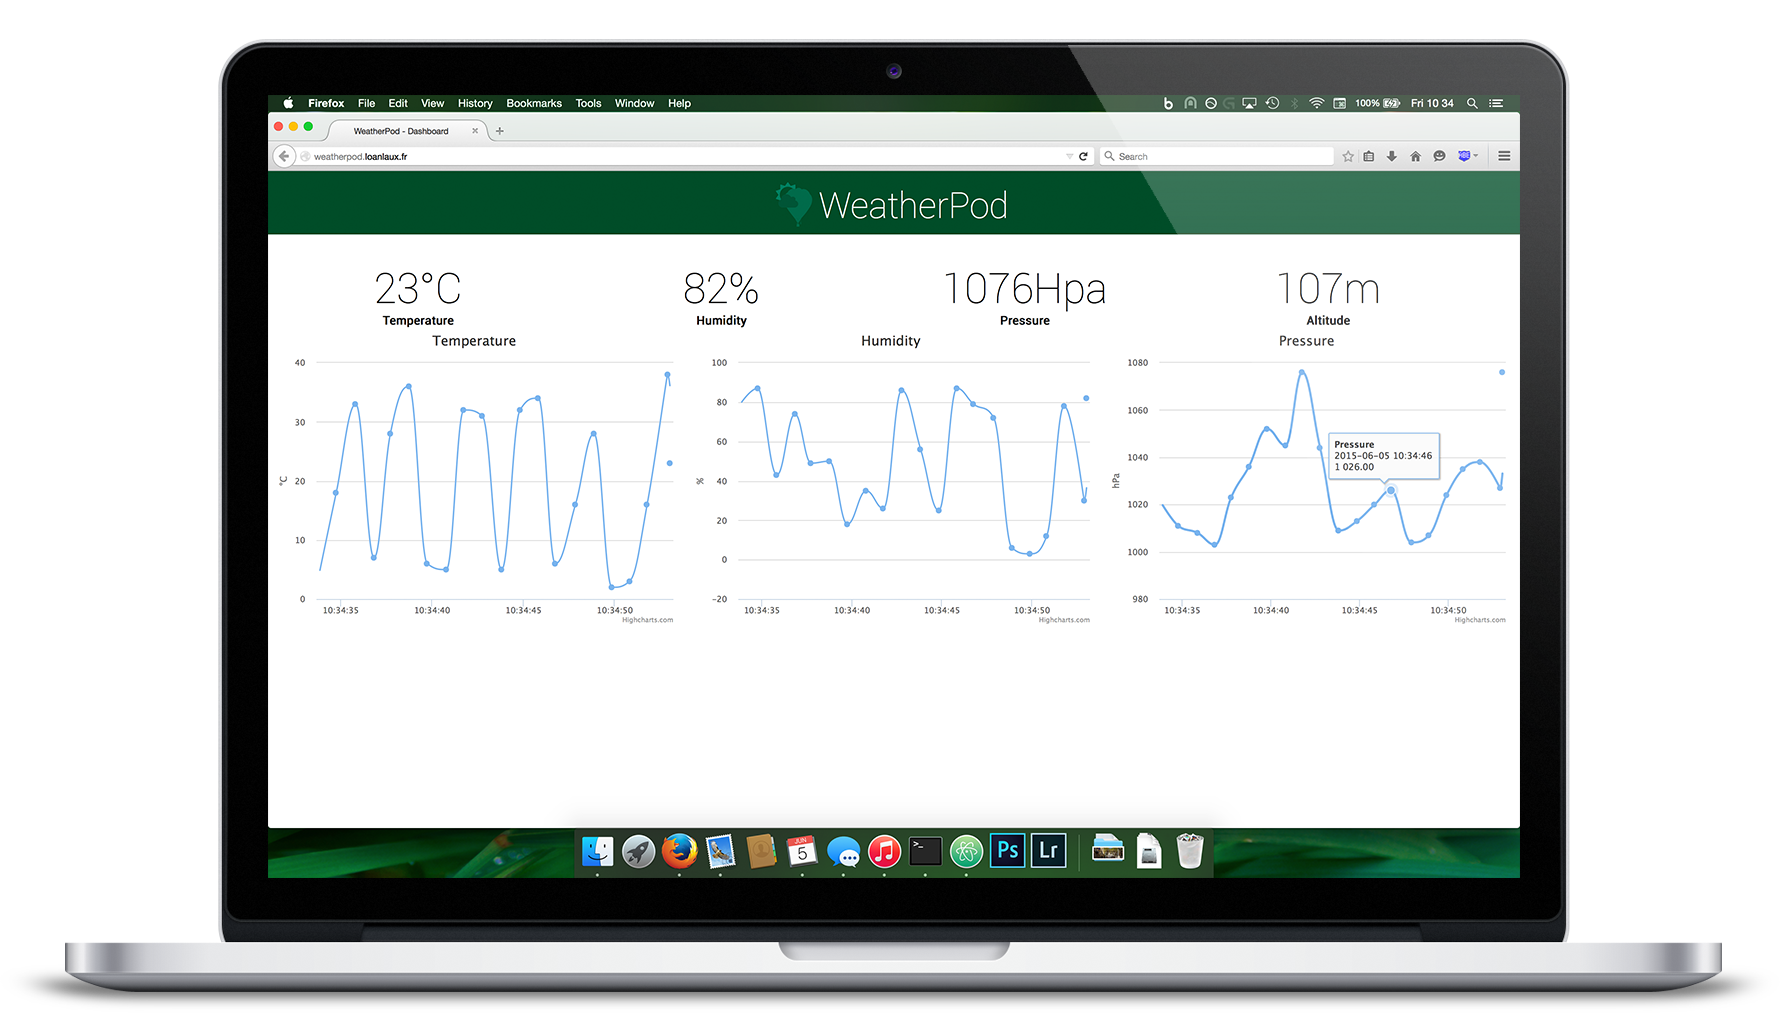 Firefox File Edit View History Bookmarks Tools Window Help
100% Fri 10 34
WeatherPod - Dashboard
weatherpod.loanlaux.fr
Search
WeatherPod
23°C 82% 1076Hpa 107m
Temperature Humidity Pressure Altitude
Temperature
40
30
20
10
0
°C
10:34:35 10:34:40 10:34:45 10:34:50
Highcharts.com
Humidity
100
80
60
40
20
0
-20
%
10:34:35 10:34:40 10:34:45 10:34:50
Highcharts.com
Pressure
1080
1060
1040
1020
1000
980
hPa
Pressure
2015-06-05 10:34:46
1 026.00
10:34:35 10:34:40 10:34:45 10:34:50
Highcharts.com
JUN
5
>_
Ps
Lr